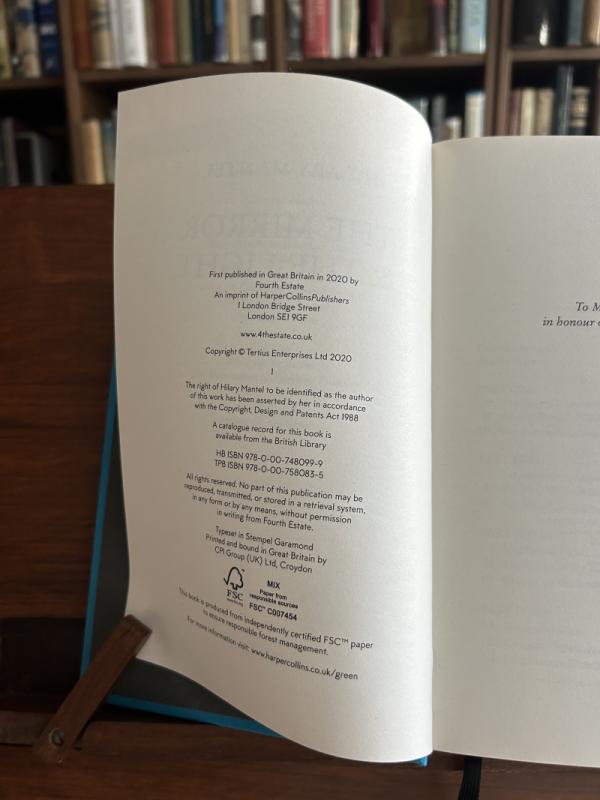 First published in Great Britain in 2020 by
Fourth Estate
An imprint of HarperCollinsPublishers
1 London Bridge Street
London SE1 9GF
www.4thestate.co.uk
Copyright © Tertius Enterprises Ltd 2020
1
The right of Hilary Mantel to be identified as the author
of this work has been asserted by her in accordance
with the Copyright, Design and Patents Act 1988
A catalogue record for this book is
available from the British Library
HB ISBN 978-0-00-748099-9
TPB ISBN 978-0-00-758083-5
All rights reserved. No part of this publication may be
reproduced, transmitted, or stored in a retrieval system,
in any form or by any means, without permission
in writing from Fourth Estate.
Typeset in Stempel Garamond
Printed and bound in Great Britain by
CPI Group (UK) Ltd, Croydon
FSC
MIX
Paper from
responsible sources
FSC™ C007454
This book is produced from independently certified FSC™ paper
to ensure responsible forest management.
For more information visit: www.harpercollins.co.uk/green
To M
in honour